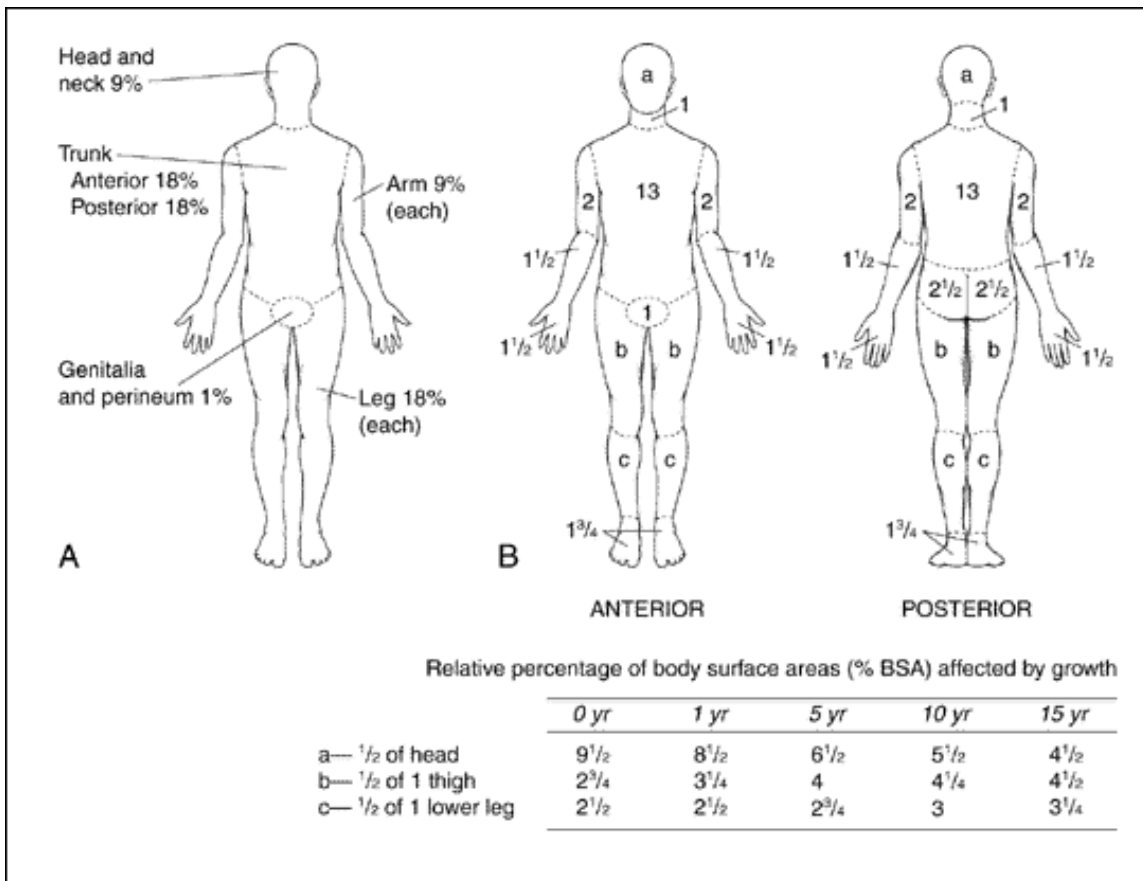 Head and
neck 9%
Trunk
Anterior 18%
Posterior 18%
Arm 9%
(each)
Genitalia
and perineum 1%
Leg 18%
(each)
A
a
1
13
2
2
1 1/2
1 1/2
1 1/2
1 1/2
1
b
b
c
c
1 3/4
B
ANTERIOR
a
1
13
2
2
1 1/2
1 1/2
2 1/2
2 1/2
1 1/2
1 1/2
b
b
c
c
1 3/4
POSTERIOR
Relative percentage of body surface areas (% BSA) affected by growth
0 yr 1 yr 5 yr 10 yr 15 yr
a— 1/2 of head 9 1/2 8 1/2 6 1/2 5 1/2 4 1/2
b— 1/2 of 1 thigh 2 3/4 3 1/4 4 4 1/4 4 1/2
c— 1/2 of 1 lower leg 2 1/2 2 1/2 2 3/4 3 3 1/4